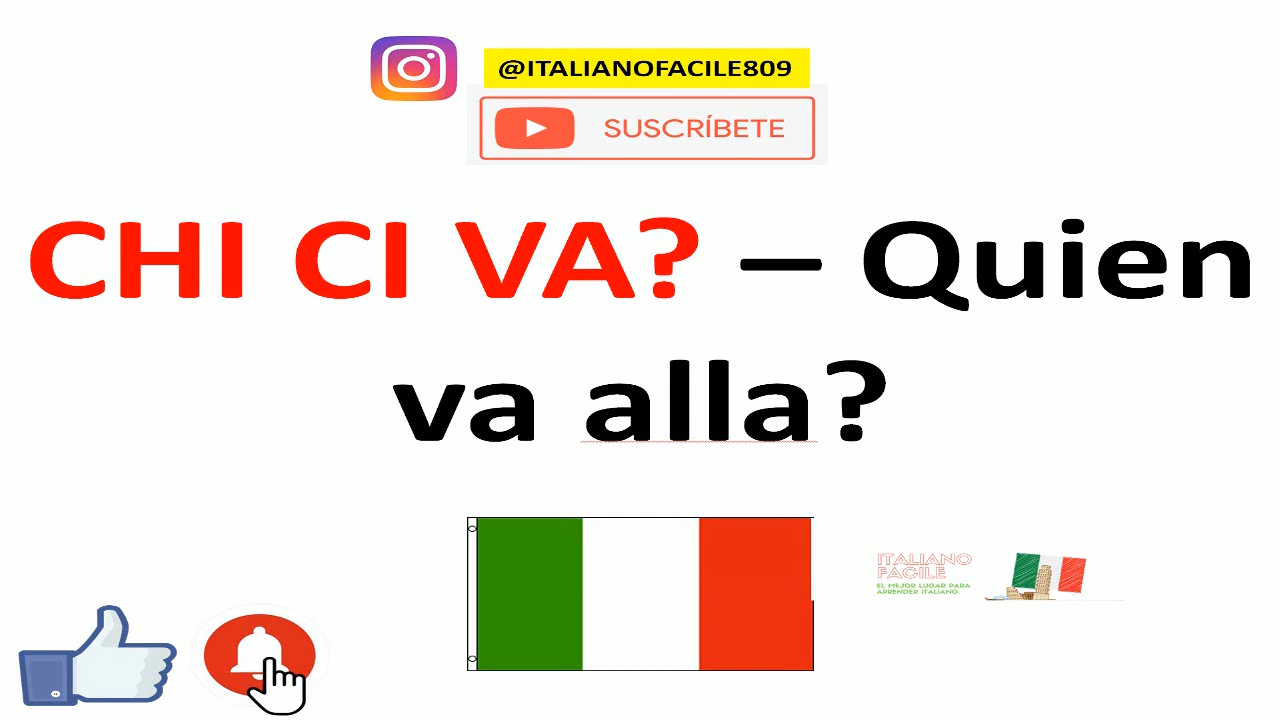 @ITALIANOFACILE809
SUSCRÍBETE
CHI CI VA? – Quien
va alla?
ITALIANO
FACILE
EL MEJOR LUGAR PARA
APRENDER ITALIANO